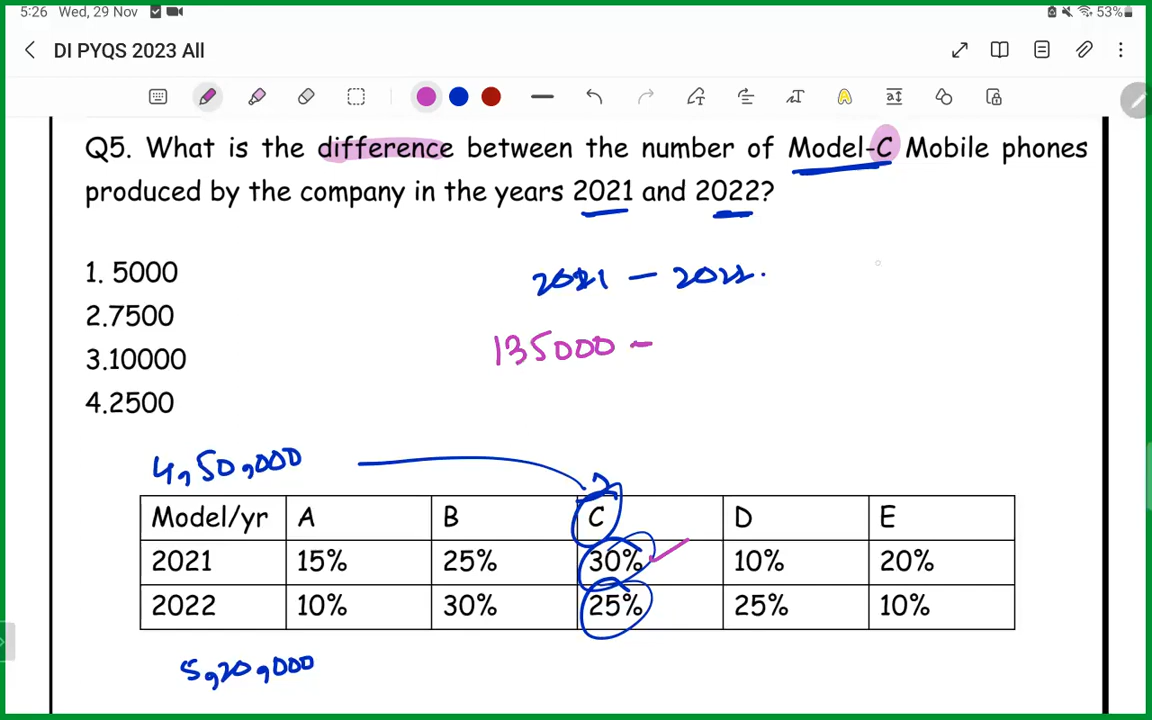 5:26 Wed, 29 Nov 53%
DI PYQS 2023 All
Q5. What is the difference between the number of Model-C Mobile phones
produced by the company in the years 2021 and 2022?
1. 5000
2.7500
3.10000
4.2500
2021 – 2022.
135000 –
4,50,000
Model/yr A B C D E
2021 15% 25% 30% 10% 20%
2022 10% 30% 25% 25% 10%
5,20,000